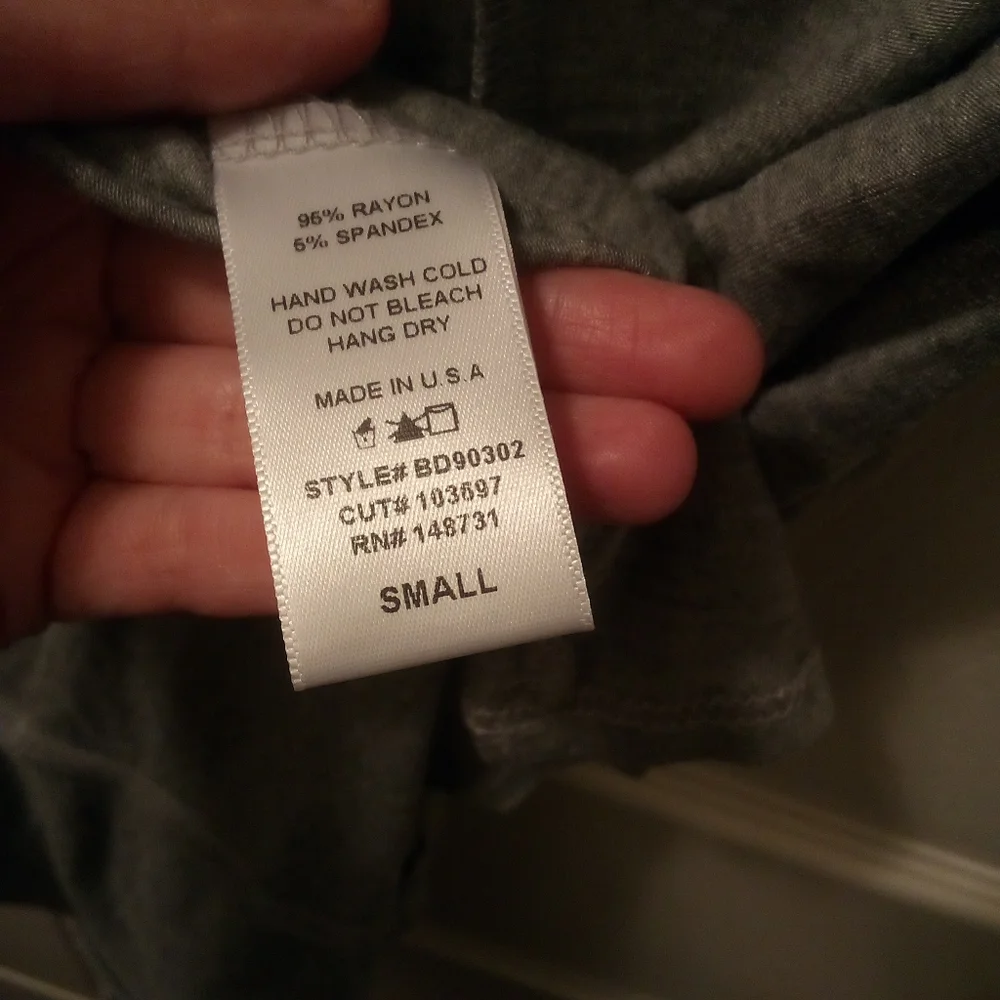 95% RAYON
5% SPANDEX
HAND WASH COLD
DO NOT BLEACH
HANG DRY
MADE IN U.S.A
STYLE# BD90302
CUT# 103697
RN# 148731
SMALL